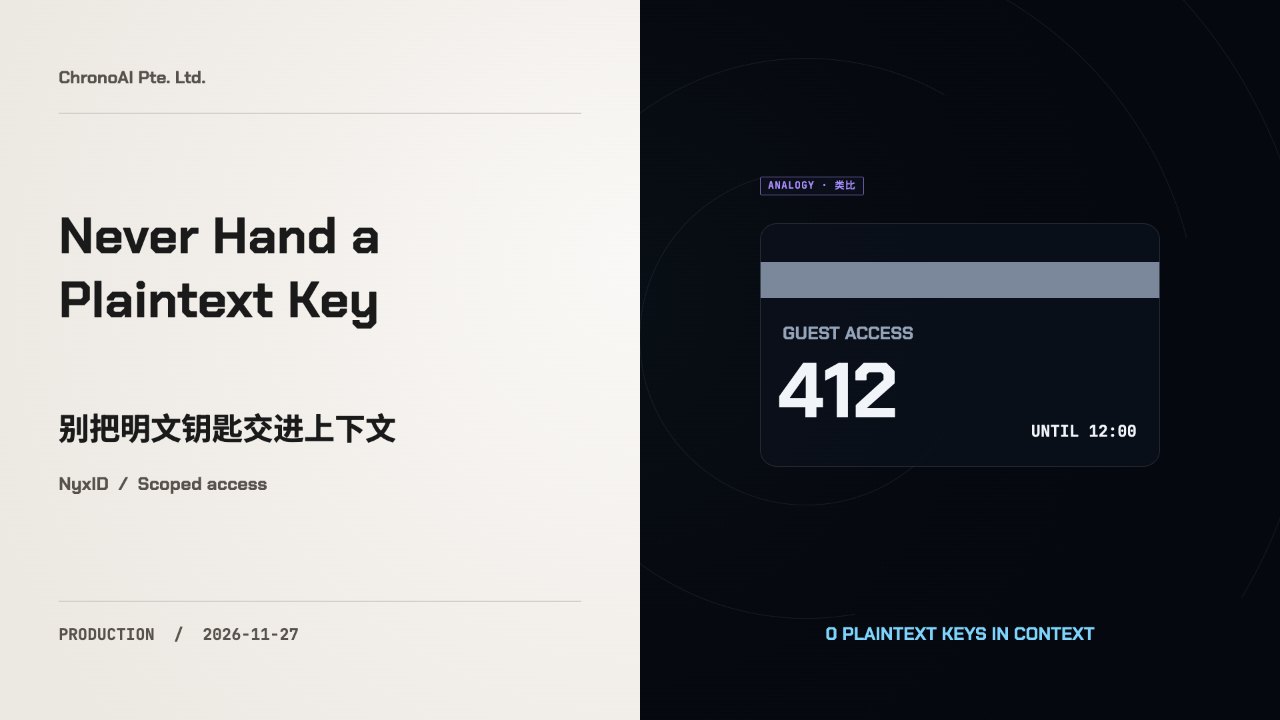 ChronoAI Pte. Ltd.
Never Hand a
Plaintext Key
别把明文钥匙交进上下文
NyxID / Scoped access
PRODUCTION / 2026-11-27
ANALOGY · 类比
GUEST ACCESS
412
UNTIL 12:00
0 PLAINTEXT KEYS IN CONTEXT